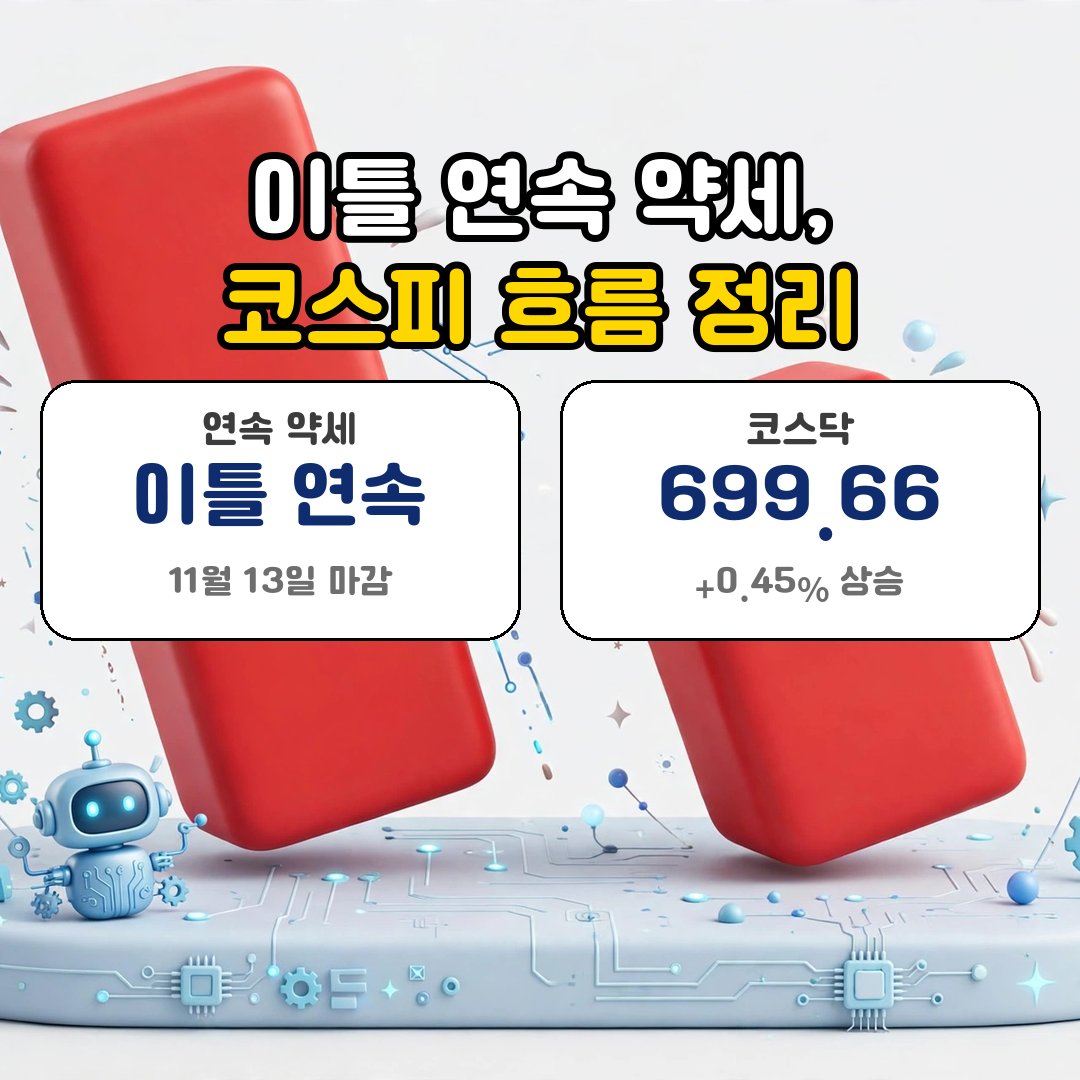 이틀 연속 약세,
코스피 흐름 정리
연속 약세
이틀 연속
11월 13일 마감
코스닥
699.66
+0.45% 상승